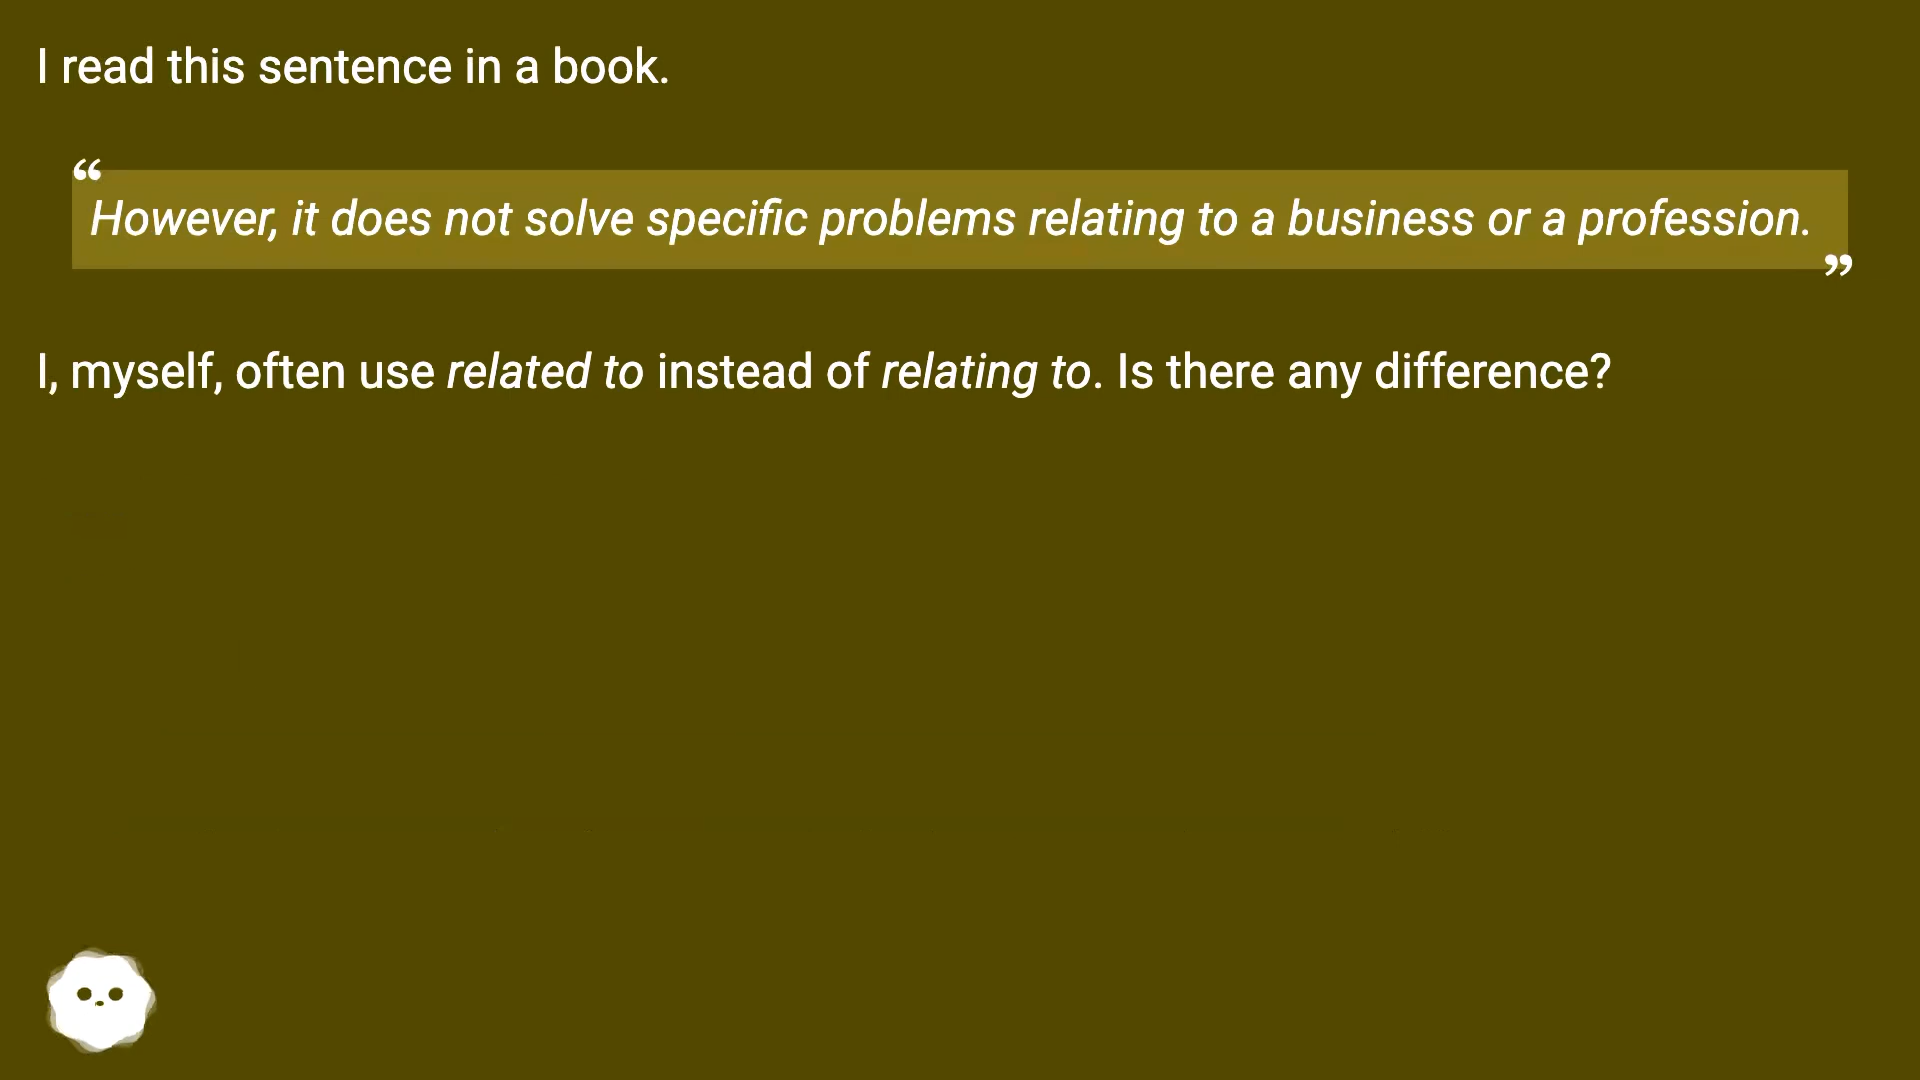 I read this sentence in a book.
“
However, it does not solve specific problems relating to a business or a profession.
”
I, myself, often use related to instead of relating to. Is there any difference?